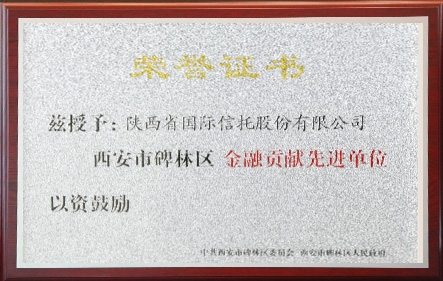 荣誉证书
兹授予：陕西省国际信托股份有限公司
西安市碑林区 金融贡献先进单位
以资鼓励
中共西安市碑林区委员会 西安市碑林区人民政府